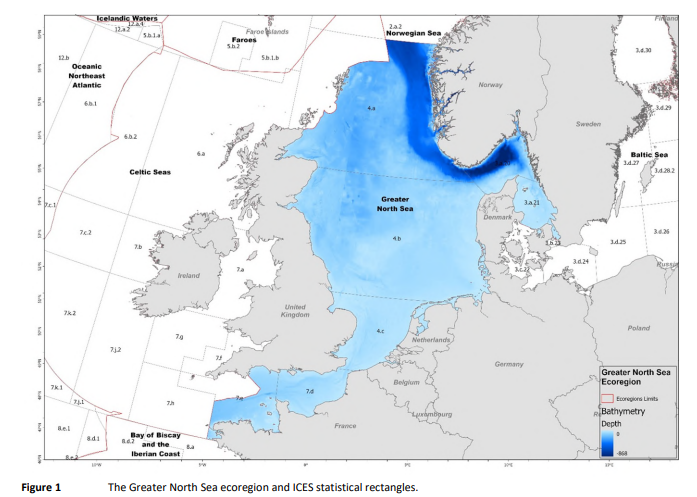 Icelandic Waters
12.a.4
12.a.2
5.b.1.a
Faroe Islands
Faroes
5.b.2
5.b.1.b
2.a.2
Norwegian Sea
Finland
3.d.30
12.b
Oceanic
Northeast
Atlantic
6.b.1
4.a
Norway
3.d.29
Sweden
6.b.2
6.a
Baltic Sea
3.d.27
3.d.28.2
Celtic Seas
7.c.1
Greater
North Sea
3.a.21
Denmark
7.c.2
7.b
4.b
3.b.23
3.d.25
3.d.26
3.d.24
3.c.22
Russia
Ireland
7.a
United
Kingdom
7.k.2
7.j.2
7.g
7.f
4.c
Netherlands
Poland
Germany
Belgium
7.k.1
7.j.1
7.h
7.e
7.d
Luxembourg
France
8.e.1
8.d.1
8.d.2
8.e.2
8.a
Bay of Biscay
and the
Iberian Coast
Greater North Sea
Ecoregion
Ecoregions Limits
Bathymetry
Depth
0
-868
10°W
5°W
0°
5°E
10°E
15°E
Figure 1 The Greater North Sea ecoregion and ICES statistical rectangles.